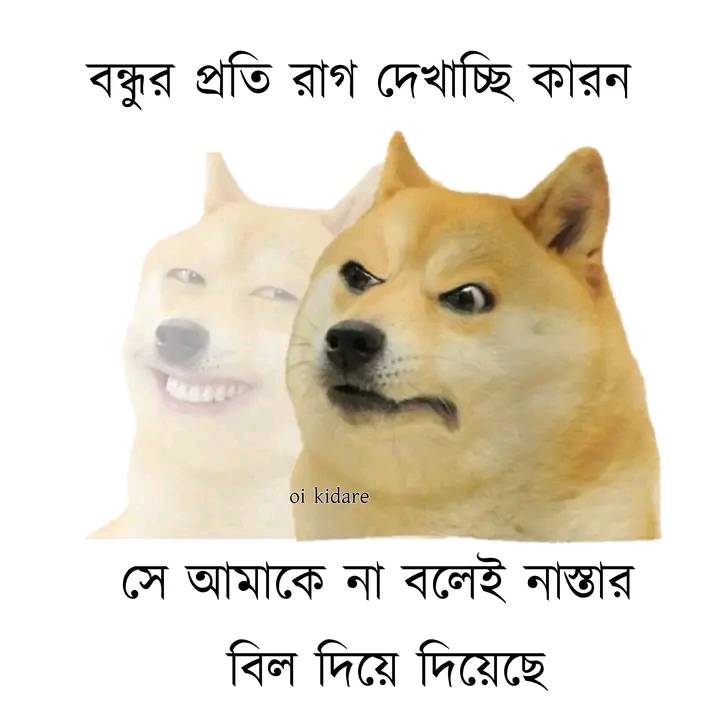 বন্ধুর প্রতি রাগ দেখাচ্ছি কারন
oi kidare
সে আমাকে না বলেই নাস্তার
বিল দিয়ে দিয়েছে